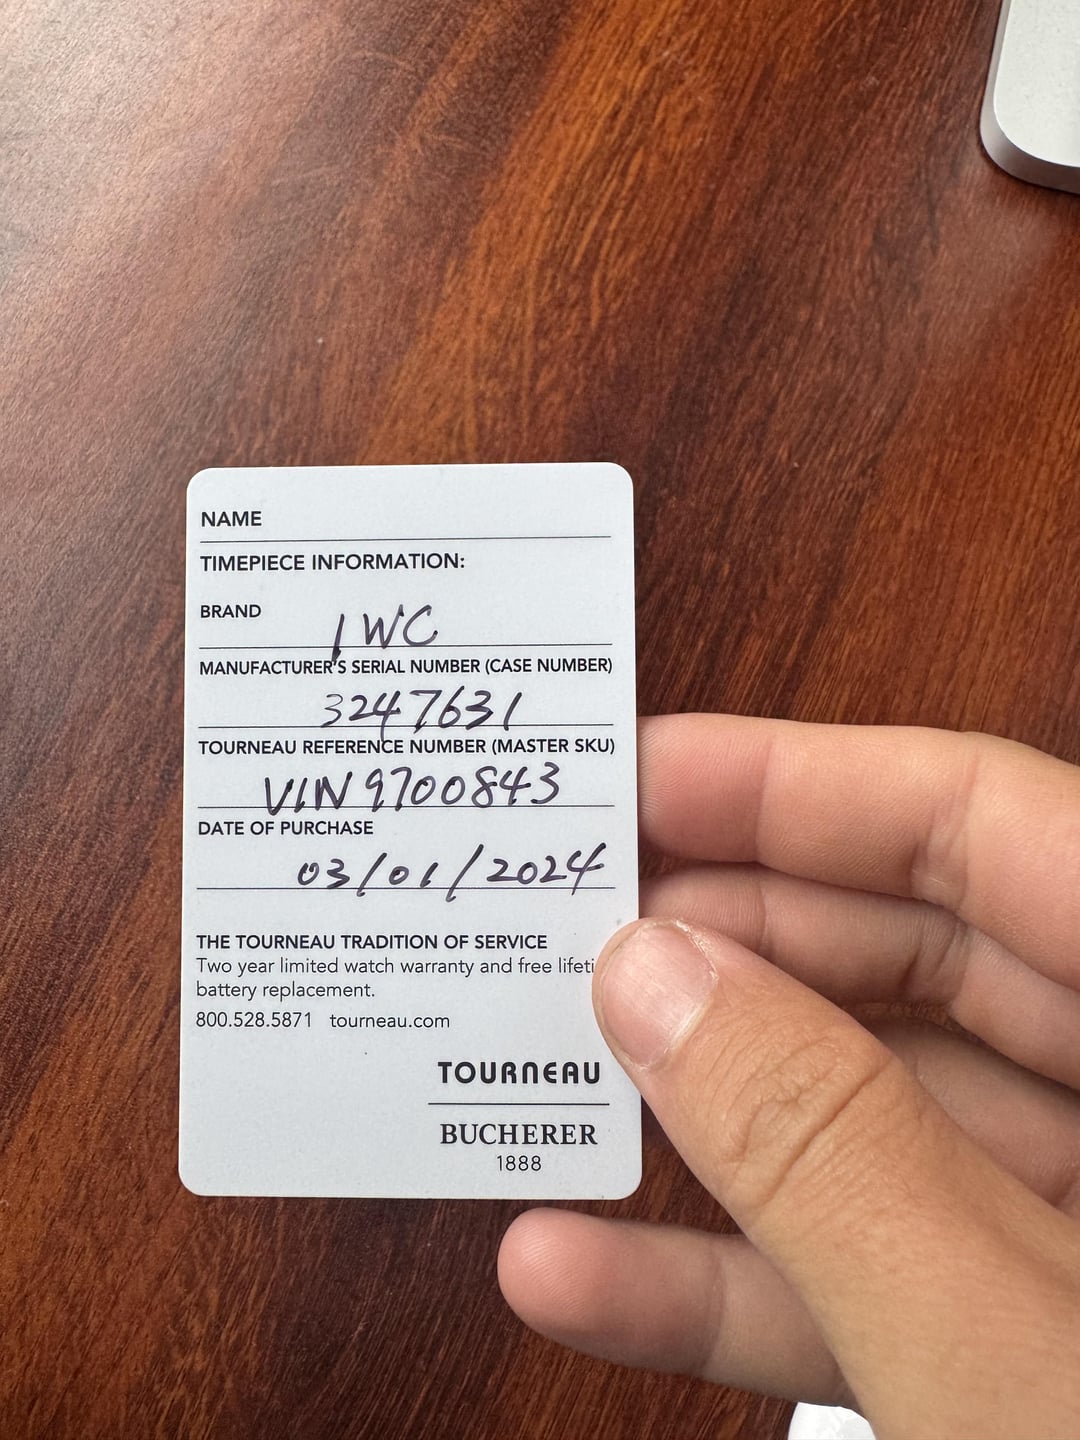 NAME
TIMEPIECE INFORMATION:
BRAND
IWC
MANUFACTURER'S SERIAL NUMBER (CASE NUMBER)
3247631
TOURNEAU REFERENCE NUMBER (MASTER SKU)
VIN9700843
DATE OF PURCHASE
03/01/2024
THE TOURNEAU TRADITION OF SERVICE
Two year limited watch warranty and free lifeti
battery replacement.
800.528.5871 tourneau.com
TOURNEAU
BUCHERER
1888